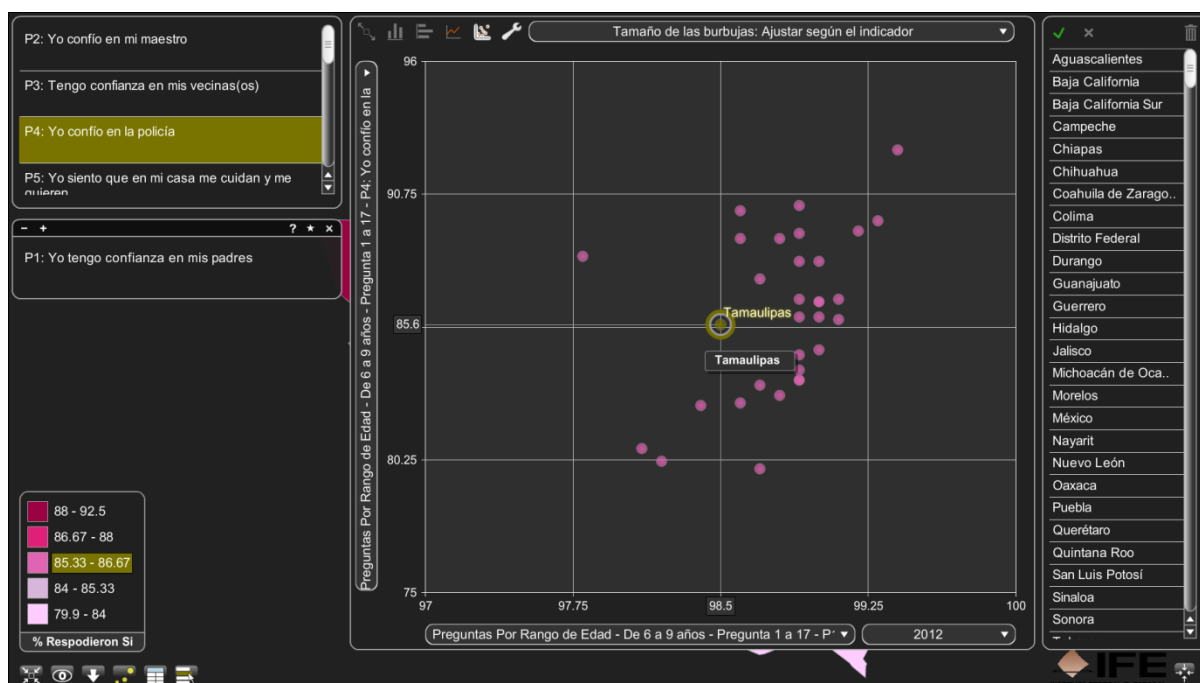 P2: Yo confío en mi maestro
P3: Tengo confianza en mis vecinas(os)
P4: Yo confío en la policía
P5: Yo siento que en mi casa me cuidan y me
quieren
- + ? ★ ×
P1: Yo tengo confianza en mis padres
88 - 92.5
86.67 - 88
85.33 - 86.67
84 - 85.33
79.9 - 84
% Respodieron Si
Tamaño de las burbujas: Ajustar según el indicador
Preguntas Por Rango de Edad - De 6 a 9 años - Pregunta 1 a 17 - P4: Yo confío en la
96
90.75
85.6
80.25
75
Tamaulipas
Tamaulipas
97
97.75
98.5
99.25
100
Preguntas Por Rango de Edad - De 6 a 9 años - Pregunta 1 a 17 - P
2012
Aguascalientes
Baja California
Baja California Sur
Campeche
Chiapas
Chihuahua
Coahuila de Zarago..
Colima
Distrito Federal
Durango
Guanajuato
Guerrero
Hidalgo
Jalisco
Michoacán de Oca..
Morelos
México
Nayarit
Nuevo León
Oaxaca
Puebla
Querétaro
Quintana Roo
San Luis Potosí
Sinaloa
Sonora
IFE